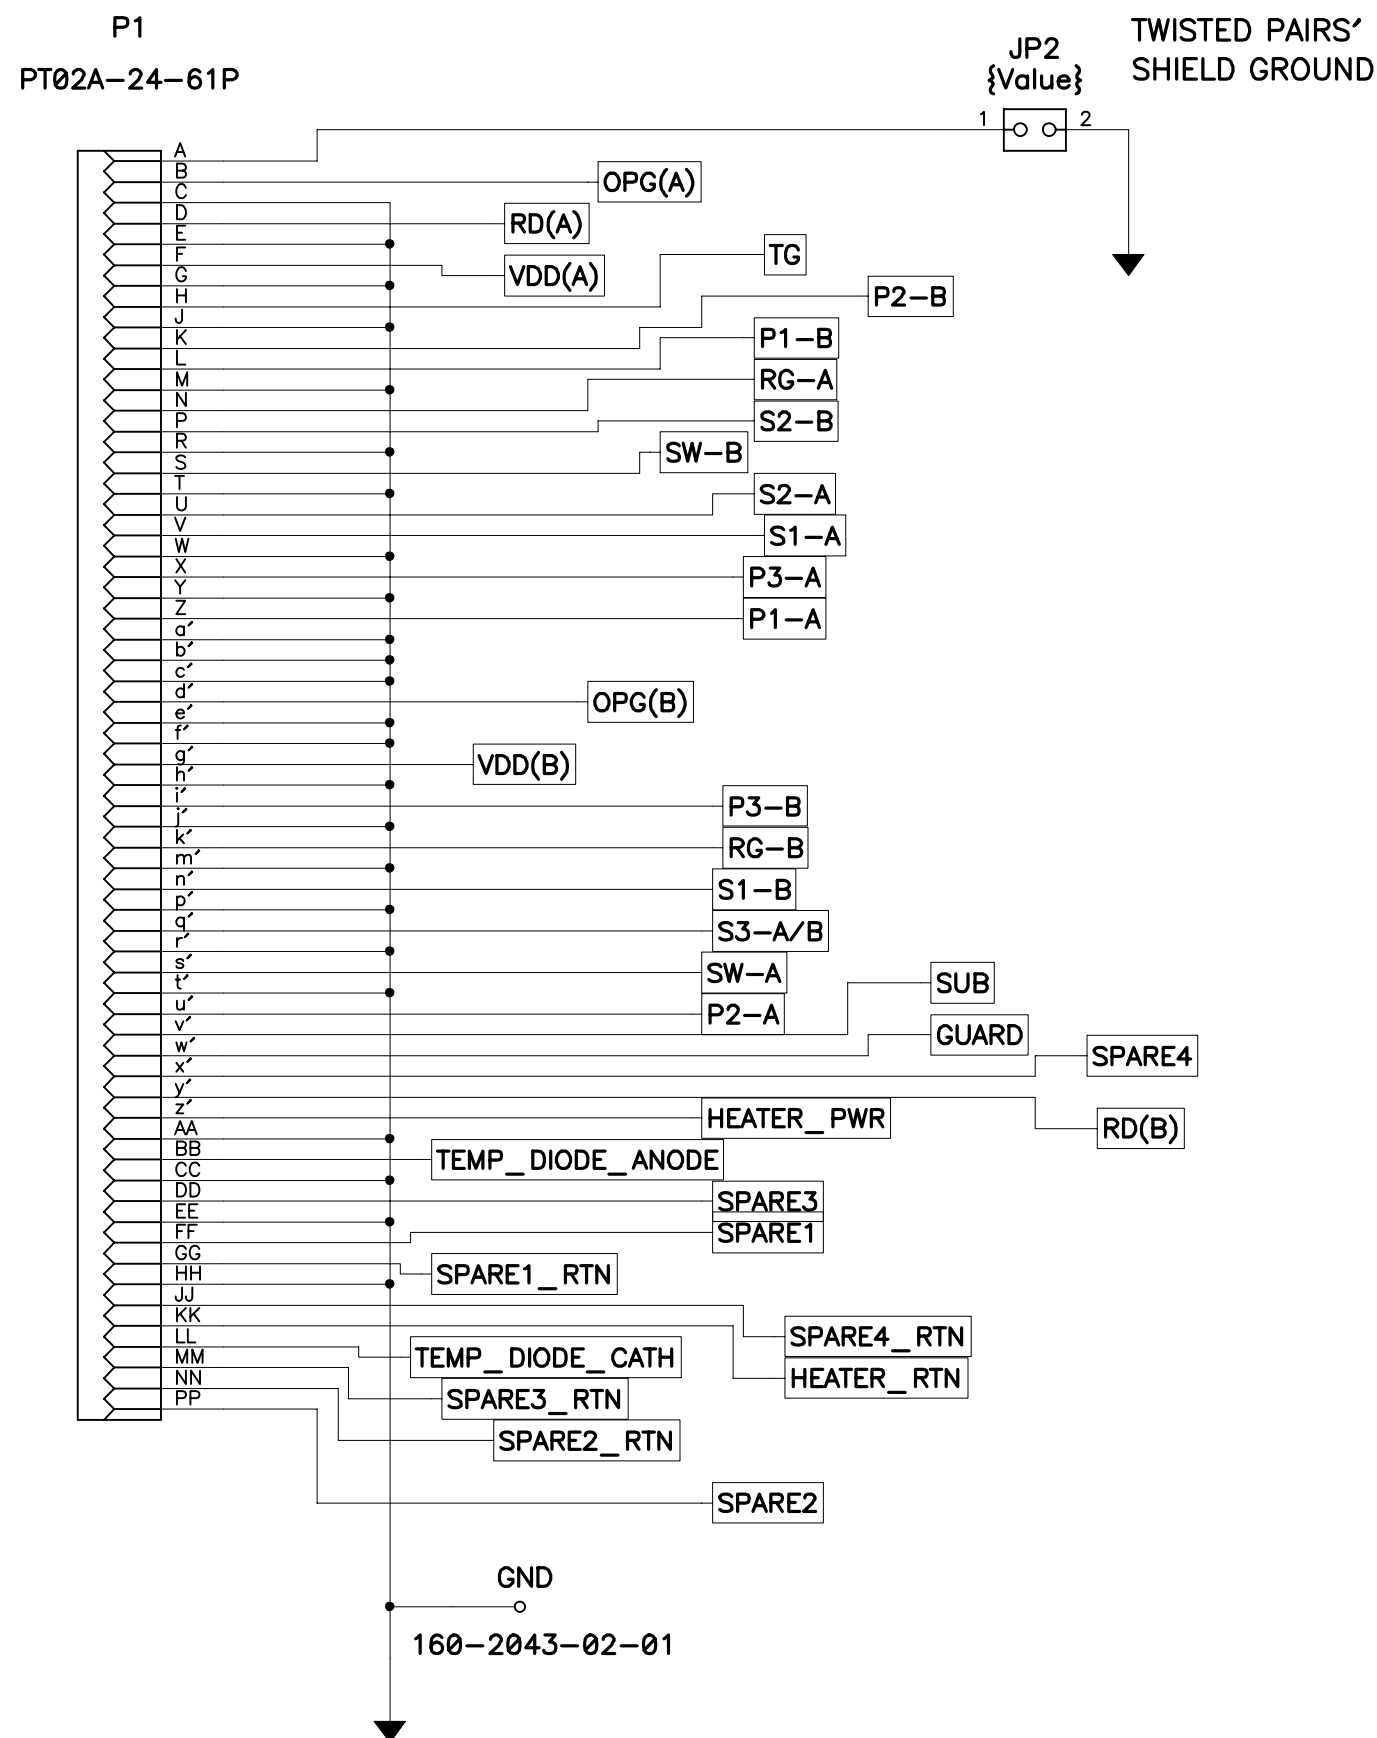 P1
PT02A-24-61P
TWISTED PAIRS'
SHIELD GROUND
JP2
{Value}
1
2
A
B
OPG(A)
C
D
RD(A)
E
F
VDD(A)
TG
G
H
P2-B
J
K
P1-B
L
M
RG-A
N
P
S2-B
R
SW-B
S
T
S2-A
U
V
S1-A
W
X
P3-A
Y
Z
P1-A
a'
b'
c'
d'
OPG(B)
e'
f'
g'
VDD(B)
h'
i'
P3-B
j'
k'
RG-B
m'
n'
S1-B
p'
q'
S3-A/B
r'
s'
SW-A
t'
SUB
u'
P2-A
v'
GUARD
w'
SPARE4
x'
y'
z'
HEATER_PWR
RD(B)
AA
BB
TEMP_DIODE_ANODE
CC
DD
SPARE3
EE
FF
SPARE1
GG
HH
SPARE1_RTN
JJ
KK
SPARE4_RTN
LL
MM
TEMP_DIODE_CATH
HEATER_RTN
NN
PP
SPARE3_RTN
SPARE2_RTN
SPARE2
GND
160-2043-02-01